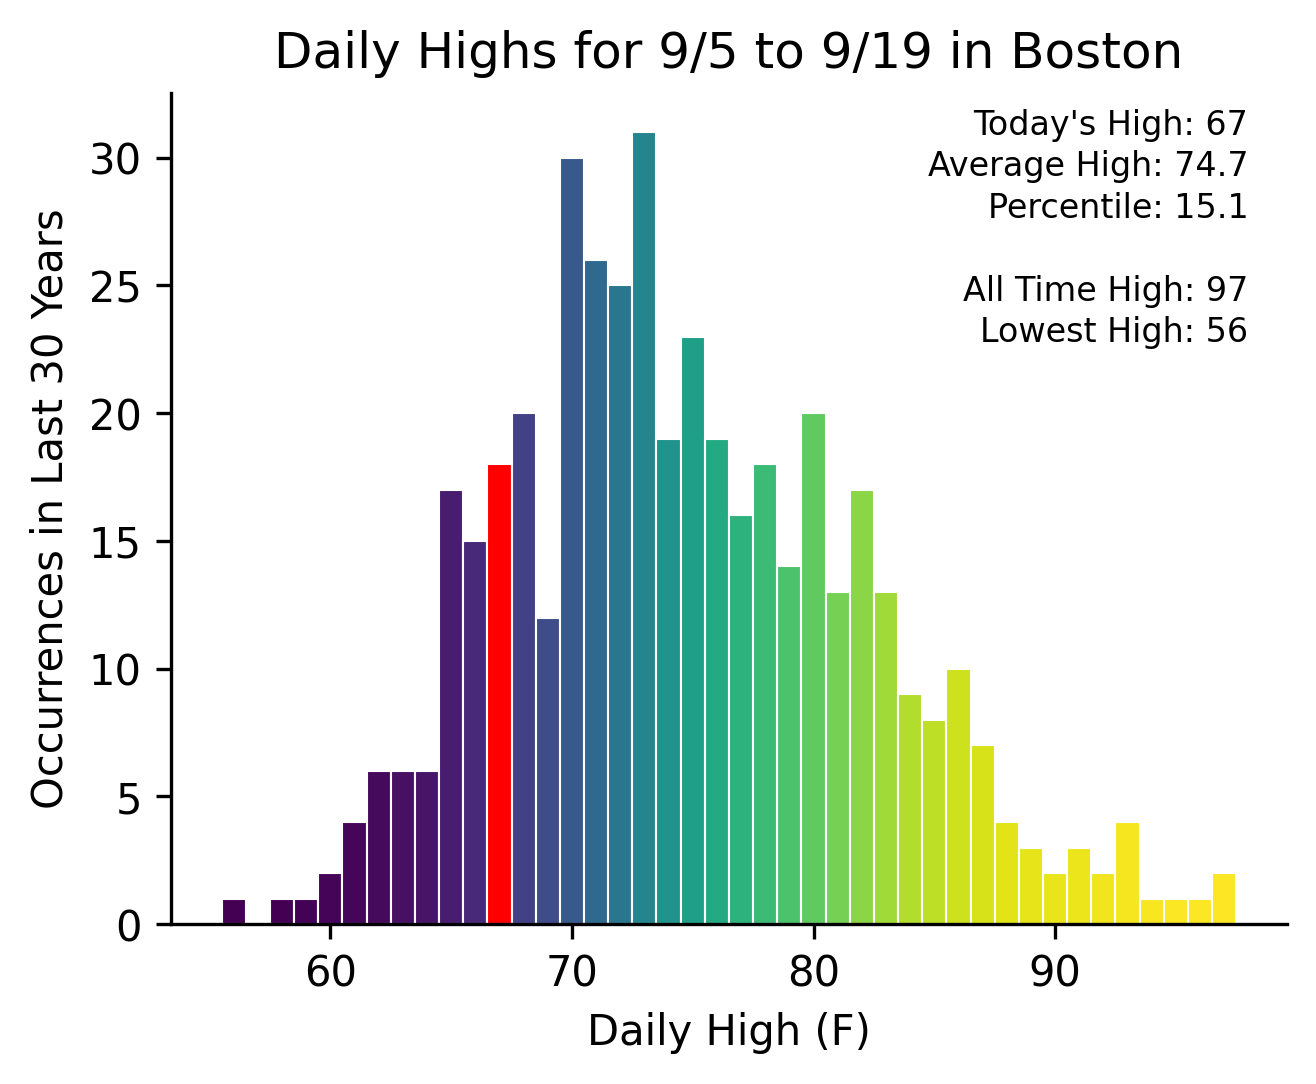 Daily Highs for 9/5 to 9/19 in Boston
Today's High: 67
Average High: 74.7
Percentile: 15.1
All Time High: 97
Lowest High: 56
Occurrences in Last 30 Years
30
25
20
15
10
5
0
60 70 80 90
Daily High (F)